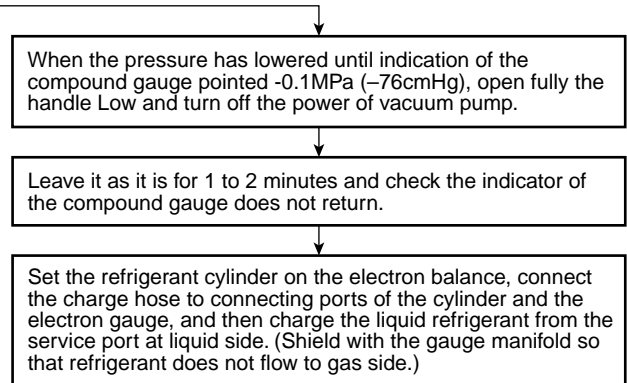 When the pressure has lowered until indication of the
compound gauge pointed -0.1MPa (–76cmHg), open fully the
handle Low and turn off the power of vacuum pump.
Leave it as it is for 1 to 2 minutes and check the indicator of
the compound gauge does not return.
Set the refrigerant cylinder on the electron balance, connect
the charge hose to connecting ports of the cylinder and the
electron gauge, and then charge the liquid refrigerant from the
service port at liquid side. (Shield with the gauge manifold so
that refrigerant does not flow to gas side.)